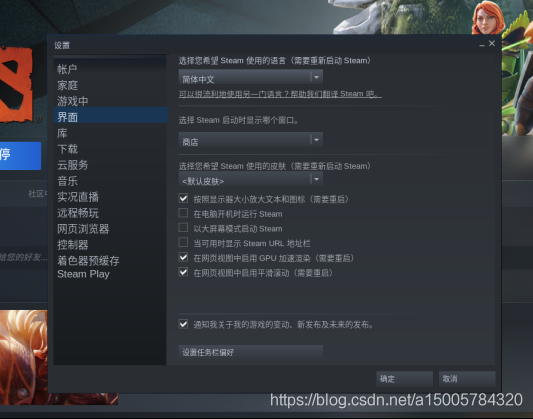 设置
帐户
家庭
游戏中
界面
库
下载
云服务
音乐
实况直播
远程畅玩
网页浏览器
控制器
着色器预缓存
Steam Play
选择您希望 Steam 使用的语言（需要重新启动 Steam）
简体中文
可以说流利地使用另一门语言？帮助我们翻译 Steam 吧。
选择 Steam 启动时显示哪个窗口。
商店
选择您希望 Steam 使用的皮肤（需要重新启动 Steam）
<默认皮肤>
按照显示器大小放大文本和图标（需要重启）
在电脑开机时运行 Steam
以大屏幕模式启动 Steam
当可用时显示 Steam URL 地址栏
在网页视图中启用 GPU 加速渲染（需要重启）
在网页视图中启用平滑滚动（需要重启）
通知我关于我的游戏的变动、新发布及未来的发布。
设置任务栏偏好
确定
取消
停
社区中
给您的好友...
https://blog.csdn.net/a15005784320